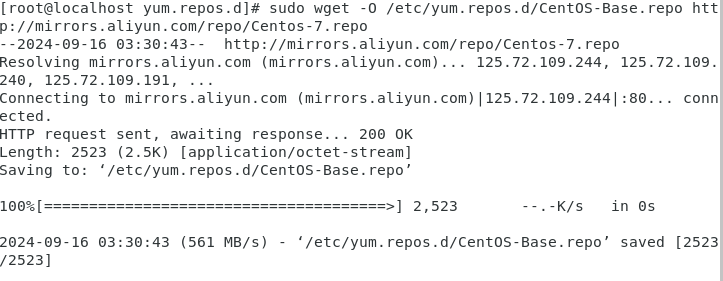 [root@localhost yum.repos.d]# sudo wget -O /etc/yum.repos.d/CentOS-Base.repo htt
p://mirrors.aliyun.com/repo/Centos-7.repo
--2024-09-16 03:30:43--  http://mirrors.aliyun.com/repo/Centos-7.repo
Resolving mirrors.aliyun.com (mirrors.aliyun.com)... 125.72.109.244, 125.72.109.
240, 125.72.109.191, ...
Connecting to mirrors.aliyun.com (mirrors.aliyun.com)|125.72.109.244|:80... conn
ected.
HTTP request sent, awaiting response... 200 OK
Length: 2523 (2.5K) [application/octet-stream]
Saving to: ‘/etc/yum.repos.d/CentOS-Base.repo’
100%[======================================>] 2,523       --.-K/s   in 0s
2024-09-16 03:30:43 (561 MB/s) - ‘/etc/yum.repos.d/CentOS-Base.repo’ saved [2523
/2523]